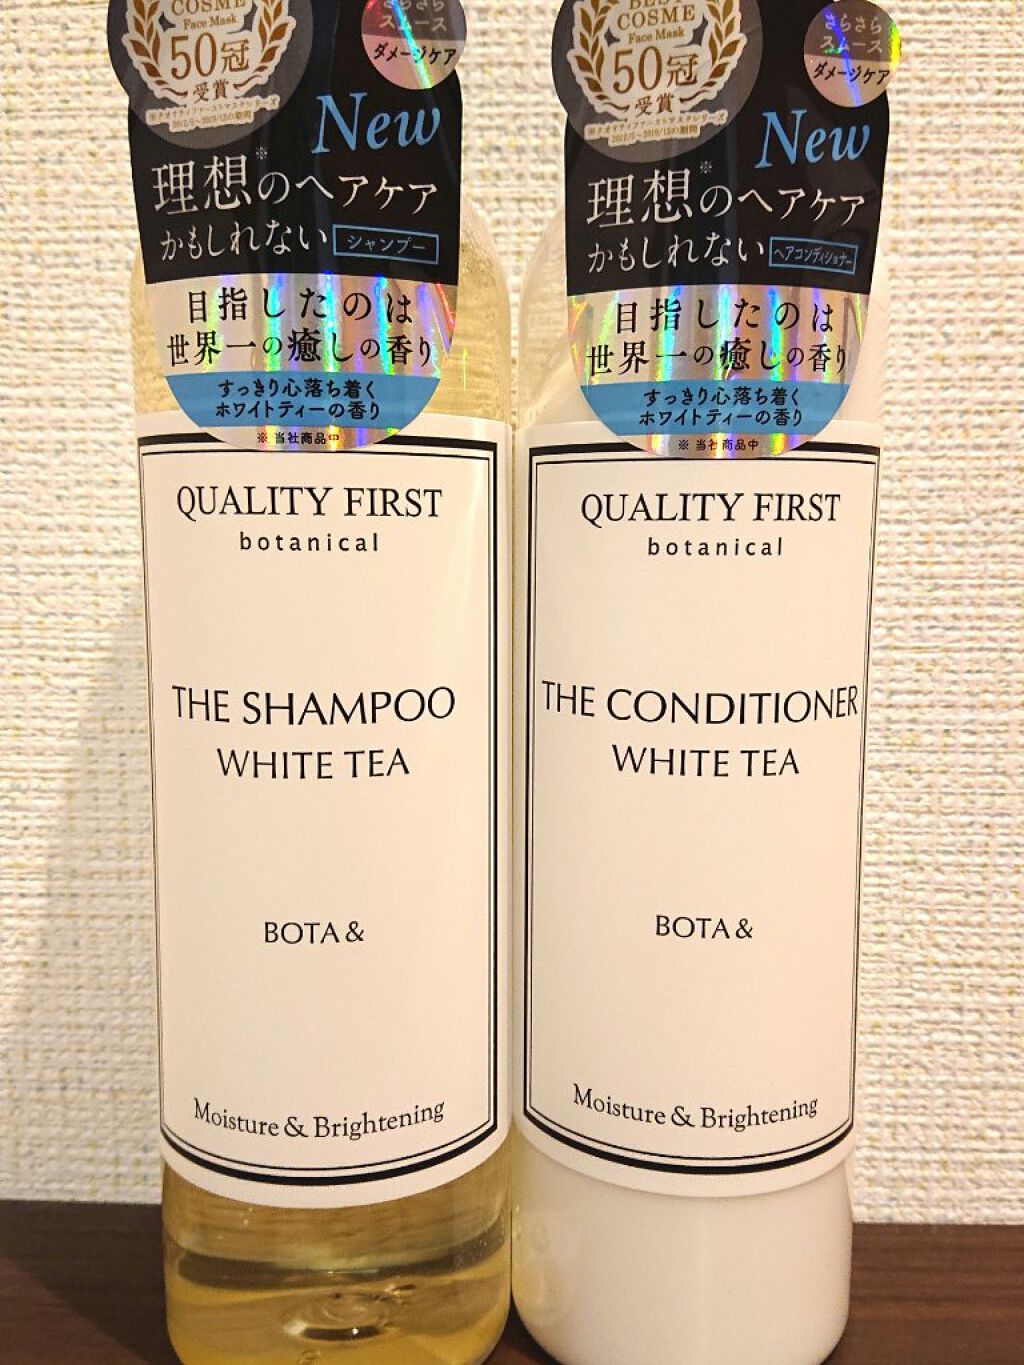 BEST
COSME
Face Mask
50冠
受賞
さらさら
スムース
ダメージケア
New
理想※のヘアケア
かもしれない シャンプー
目指したのは
世界一の癒しの香り
すっきり心落ち着く
ホワイトティーの香り
※当社商品中
QUALITY FIRST
botanical
THE SHAMPOO
WHITE TEA
BOTA &
Moisture & Brightening
BEST
COSME
Face Mask
50冠
受賞
さらさら
スムース
ダメージケア
New
理想※のヘアケア
かもしれない ヘアコンディショナー
目指したのは
世界一の癒しの香り
すっきり心落ち着く
ホワイトティーの香り
※当社商品中
QUALITY FIRST
botanical
THE CONDITIONER
WHITE TEA
BOTA &
Moisture & Brightening